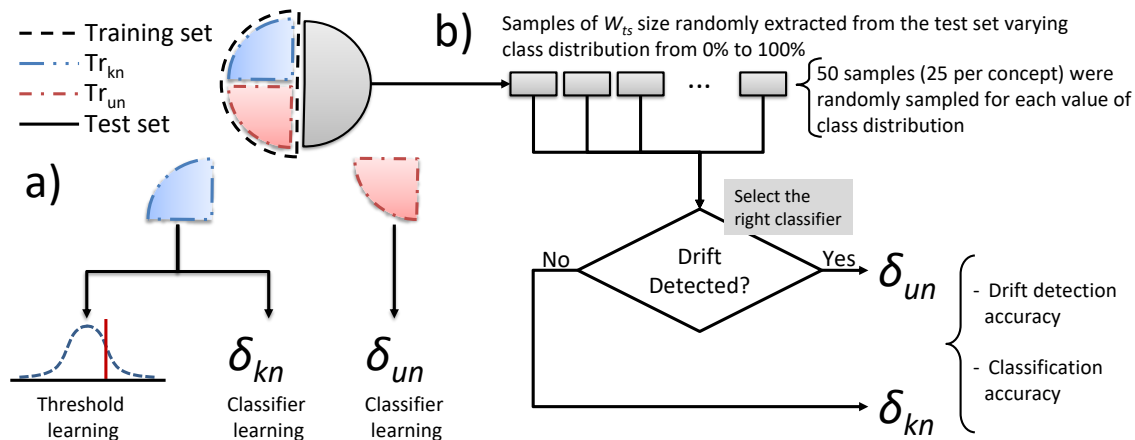 Training set
Tr_kn
Tr_un
Test set
a)
Threshold
learning
δ_kn
Classifier
learning
δ_un
Classifier
learning
b)
Samples of W_ts size randomly extracted from the test set varying
class distribution from 0% to 100%
...
50 samples (25 per concept) were
randomly sampled for each value of
class distribution
Select the
right classifier
Drift
Detected?
No
Yes
δ_un
δ_kn
- Drift detection
accuracy
- Classification
accuracy